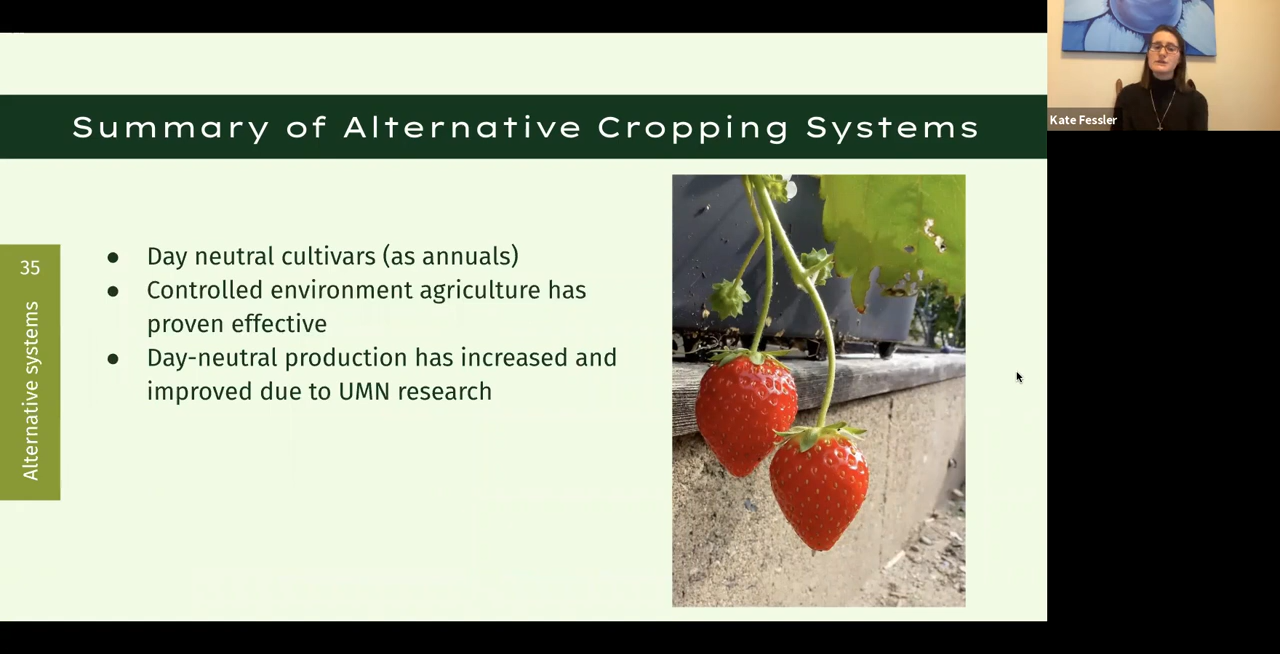 Summary of Alternative Cropping Systems
Kate Fessler
35
Alternative systems
● Day neutral cultivars (as annuals)
● Controlled environment agriculture has
proven effective
● Day-neutral production has increased and
improved due to UMN research